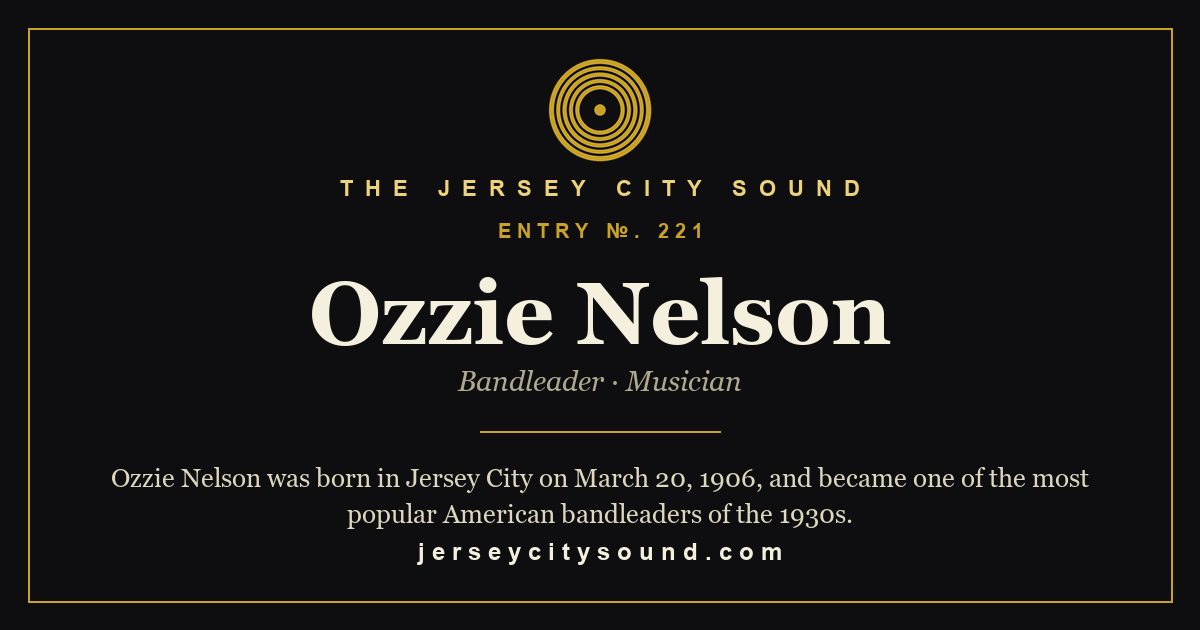 THE JERSEY CITY SOUND
ENTRY №. 221
Ozzie Nelson
Bandleader · Musician
Ozzie Nelson was born in Jersey City on March 20, 1906, and became one of the most
popular American bandleaders of the 1930s.
jerseycitysound.com